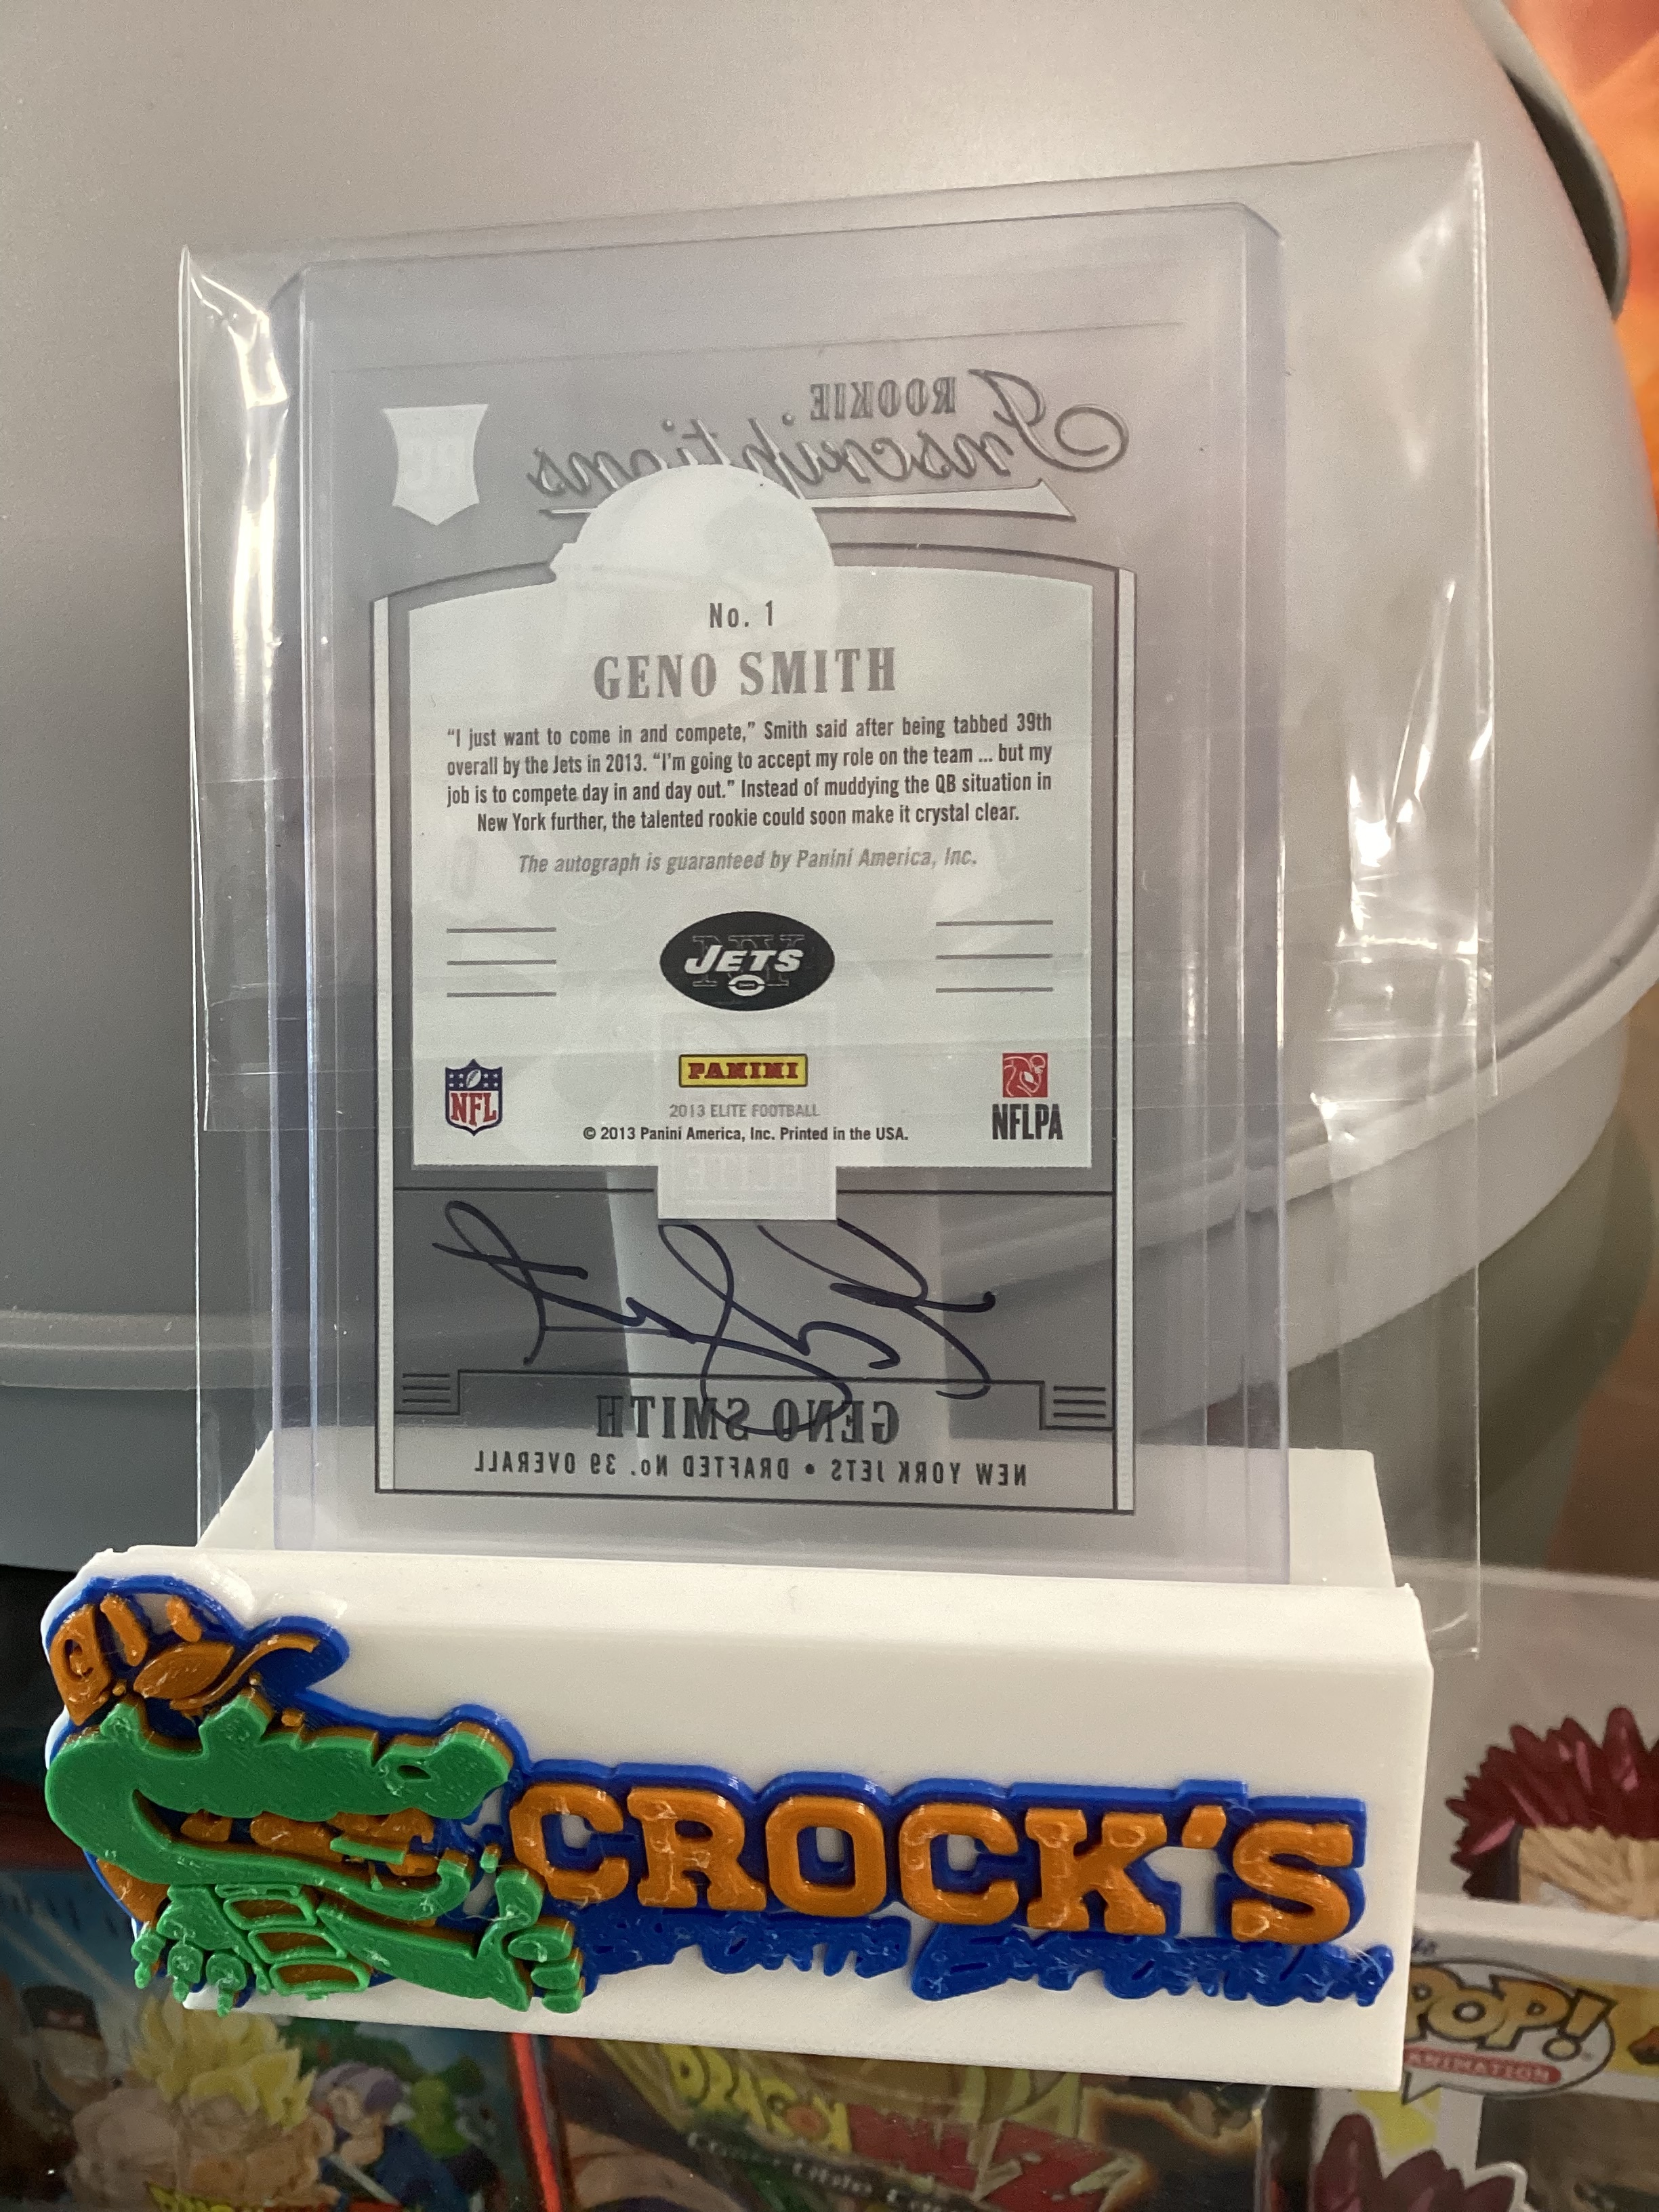 ROOKIE
Inscriptions
RC
No. 1
GENO SMITH
"I just want to come in and compete," Smith said after being tabbed 39th
overall by the Jets in 2013. "I'm going to accept my role on the team ... but my
job is to compete day in and day out." Instead of muddying the QB situation in
New York further, the talented rookie could soon make it crystal clear.
The autograph is guaranteed by Panini America, Inc.
NY
JETS
NFL
PANINI
NFLPA
2013 ELITE FOOTBALL
© 2013 Panini America, Inc. Printed in the USA.
ELITE
GENO SMITH
NEW YORK JETS • DRAFTED No. 39 OVERALL
CROCK'S
POP!
ANIMATION
DRAGON